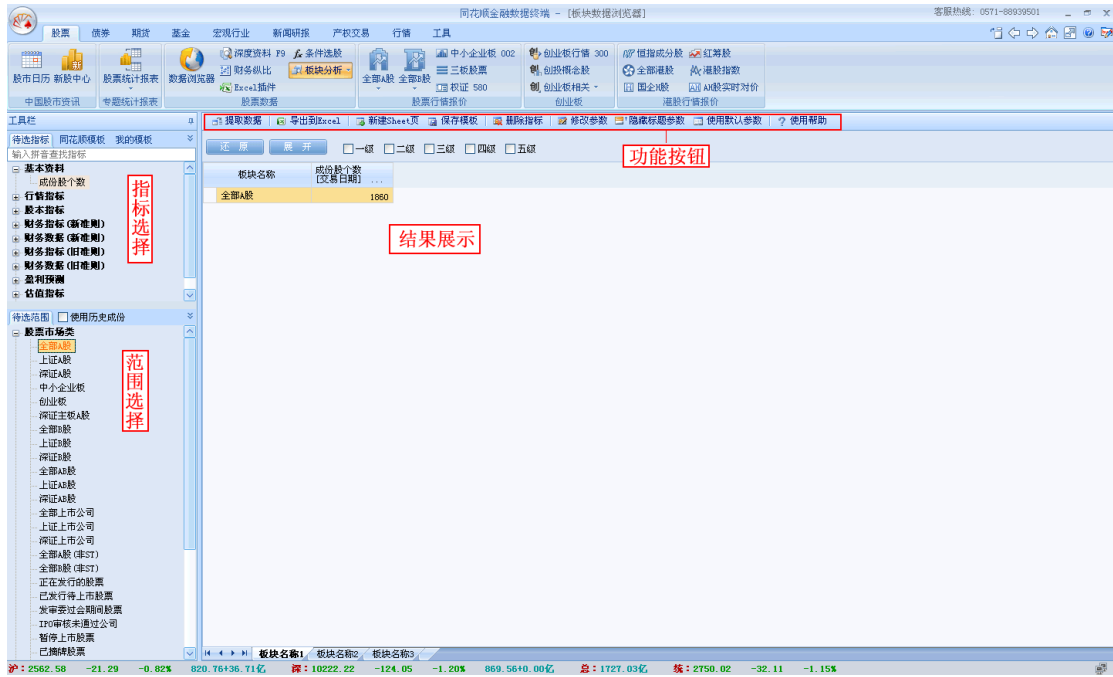 同花顺金融数据终端 - [板块数据浏览器]
客服热线: 0571-88939501
股票 债券 期货 基金 宏观行业 新闻研报 产权交易 行情 工具
深度资料 F9 条件选股 中小企业板 002 创业板行情 300 恒指成分股 红筹股
财务纵比 板块分析 三板股票 创投概念股 全部港股 港股指数
股市日历 新股中心 股票统计报表 数据浏览器 Excel插件 全部A股 全部B股 权证 580 创业板相关 国企H股 AH股实时对价
中国股市资讯 专题统计报表 股票数据 股票行情报价 创业板 港股行情报价
工具栏
提取数据 导出到Excel 新建Sheet页 保存模板 删除指标 修改参数 隐藏标题参数 使用默认参数 ? 使用帮助
待选指标 同花顺模板 我的模板
还 原 展 开 一级 二级 三级 四级 五级
功能按钮
输入拼音查找指标
基本资料
成份股个数
行情指标
股本指标
财务指标(新准则)
财务数据(新准则)
财务指标(旧准则)
财务数据(旧准则)
盈利预测
估值指标
指标选择
板块名称 成份股个数
[交易日期] ...
全部A股 1860
结果展示
待选范围 使用历史成份
股票市场类
全部A股
上证A股
深证A股
中小企业板
创业板
深证主板A股
全部B股
上证B股
深证B股
全部AB股
上证AB股
深证AB股
全部上市公司
上证上市公司
深证上市公司
全部A股(非ST)
全部B股(非ST)
正在发行的股票
已发行待上市股票
发审委过会期间股票
IPO审核未通过公司
暂停上市股票
已摘牌股票
范围选择
板块名称1 板块名称2 板块名称3
沪:2562.58 -21.29 -0.82% 820.76+36.71亿 深:10222.22 -124.05 -1.20% 869.56+0.00亿 总:1727.03亿 统:2750.02 -32.11 -1.15%